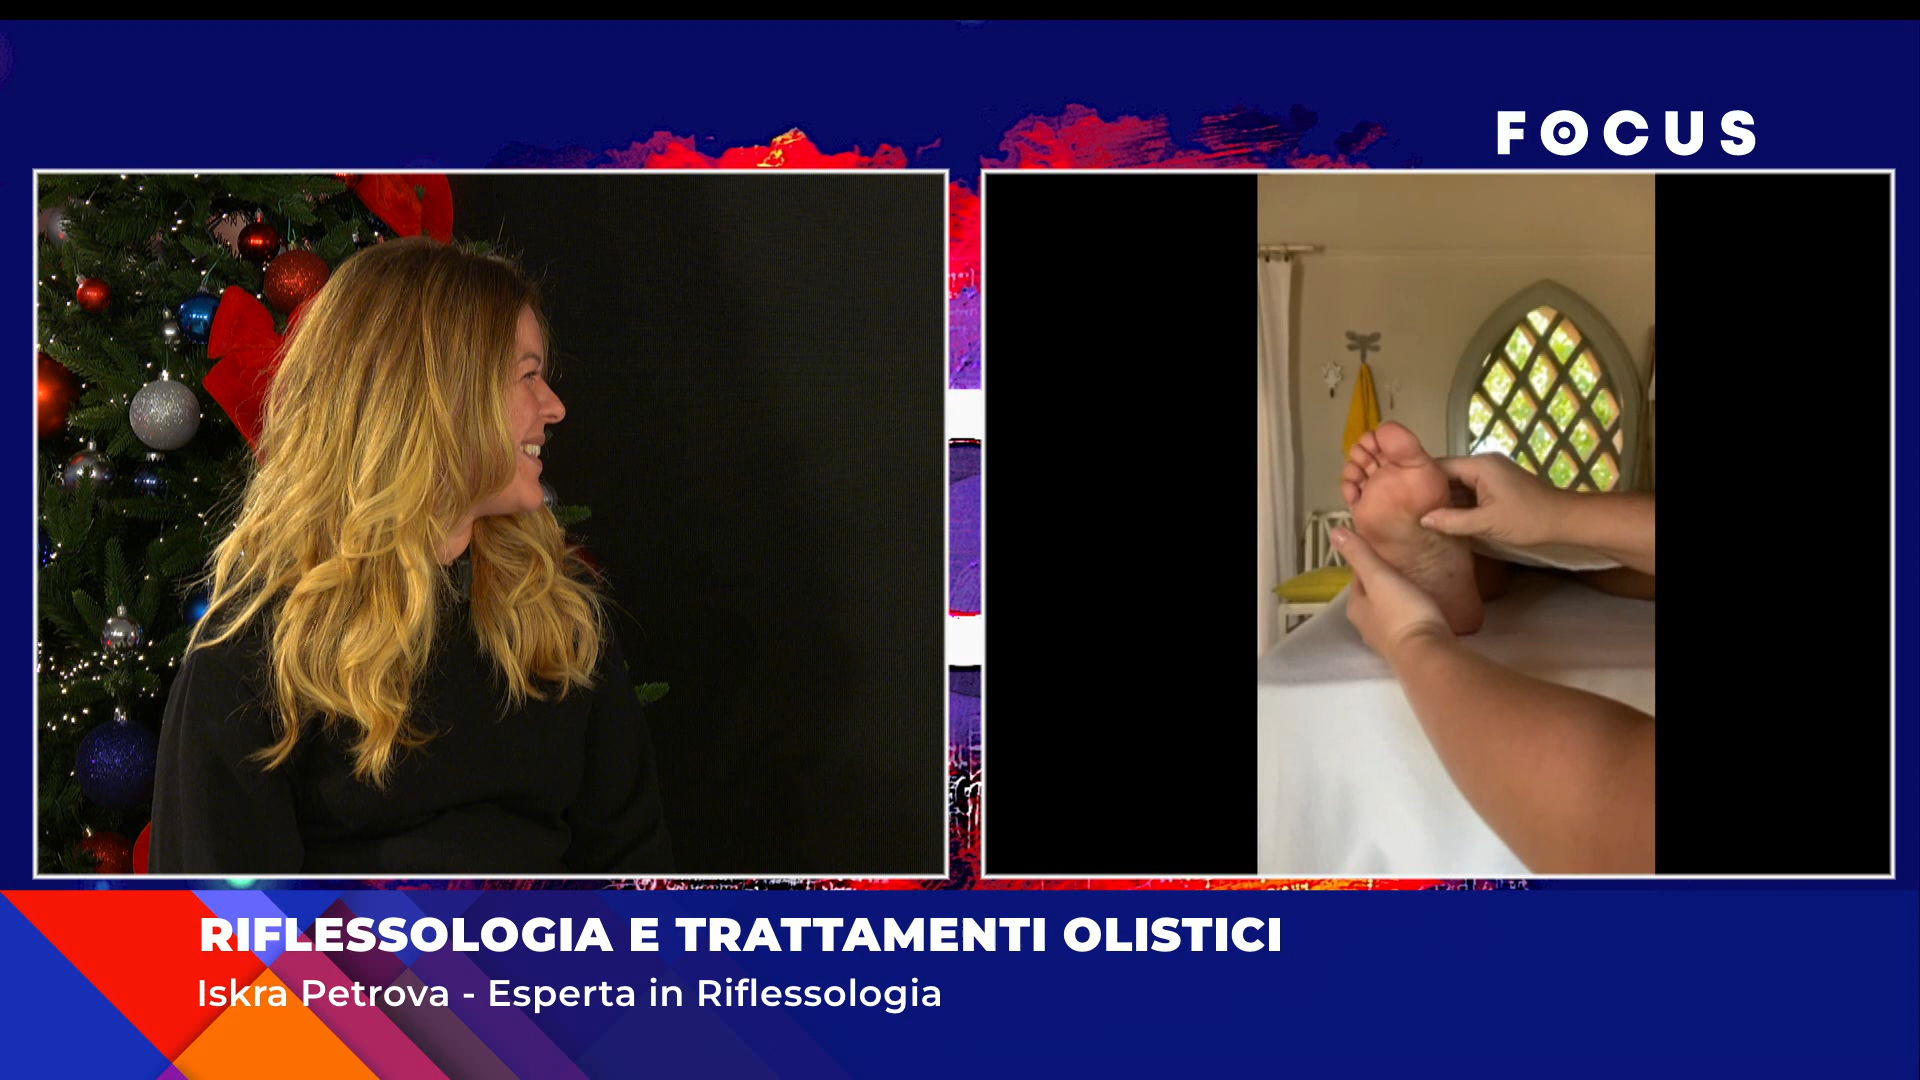 FOCUS
RIFLESSOLOGIA E TRATTAMENTI OLISTICI
Iskra Petrova - Esperta in Riflessologia